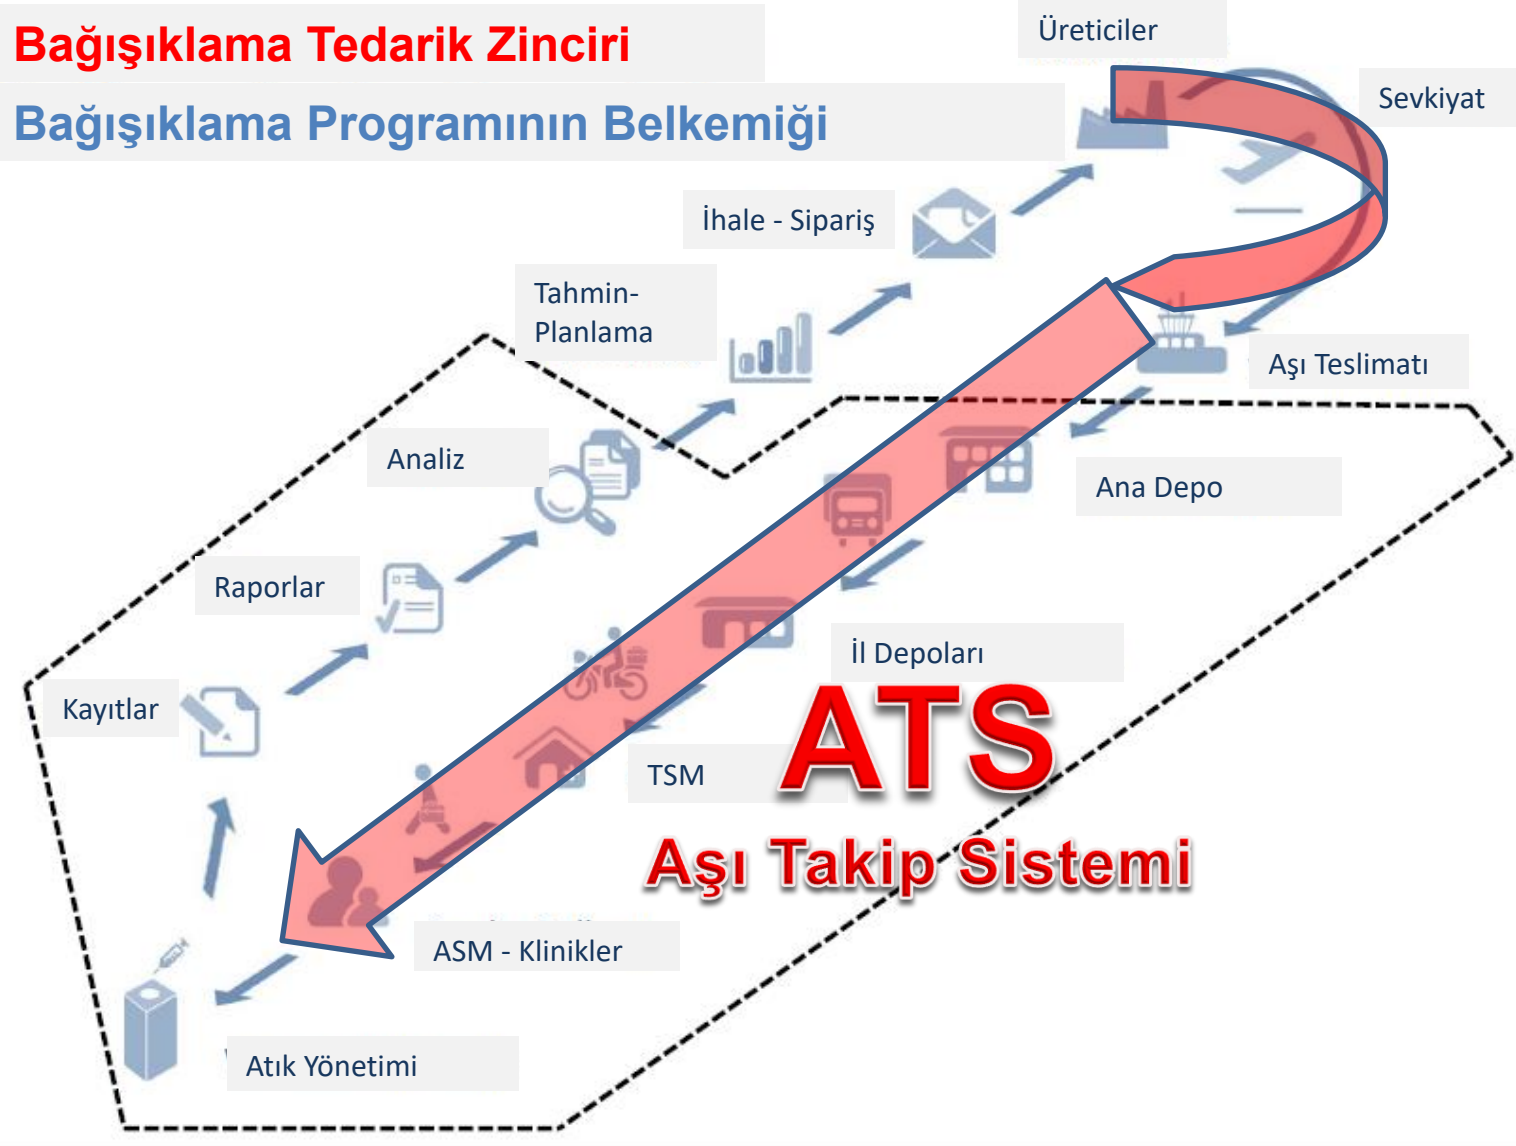 Bağışıklama Tedarik Zinciri
Bağışıklama Programının Belkemiği
Üreticiler
Sevkiyat
İhale - Sipariş
Tahmin-
Planlama
Aşı Teslimatı
Analiz
Ana Depo
Raporlar
İl Depoları
Kayıtlar
ATS
TSM
Aşı Takip Sistemi
ASM - Klinikler
Atık Yönetimi